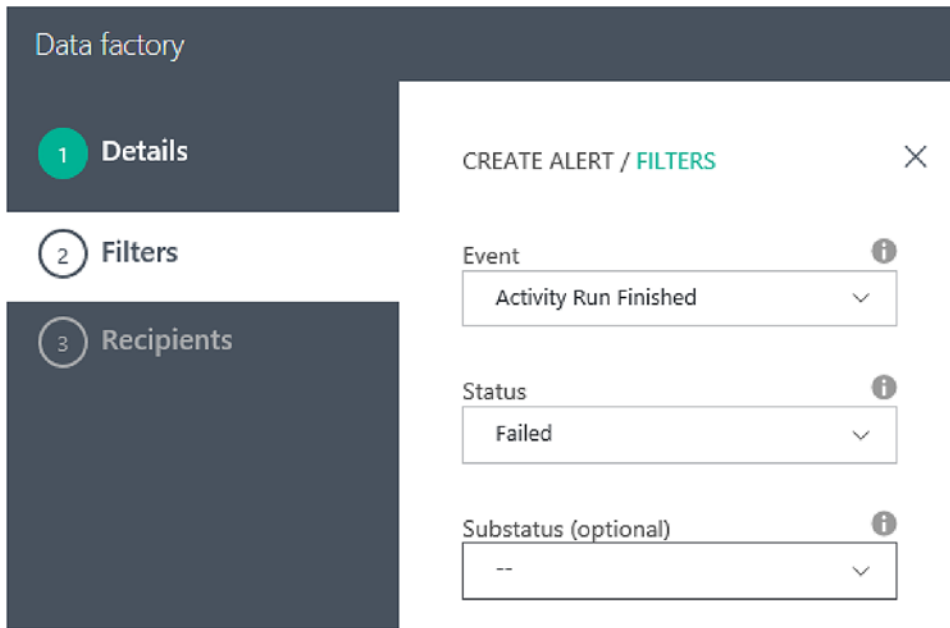 Data factory
1 Details
2 Filters
3 Recipients
CREATE ALERT / FILTERS
Event
Activity Run Finished
Status
Failed
Substatus (optional)
--